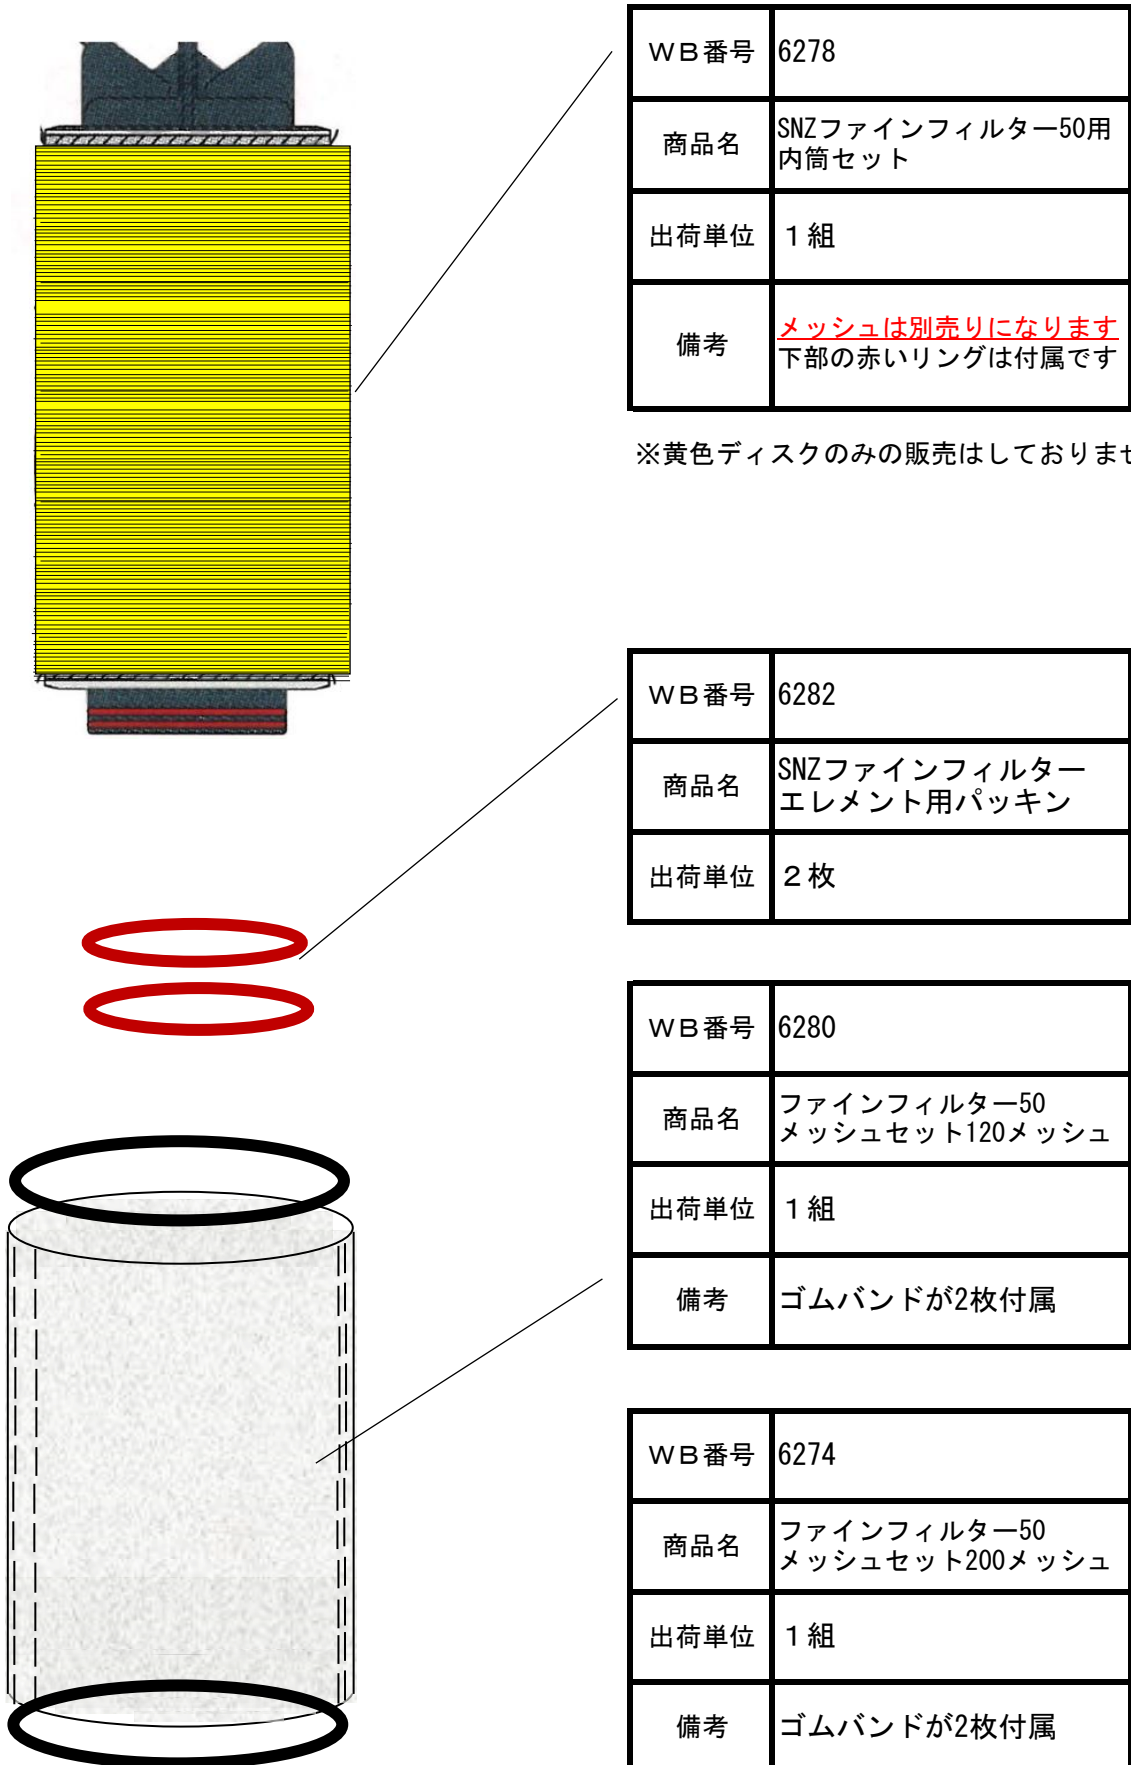 ＷＢ番号 6278
商品名 SNZファインフィルター50用
内筒セット
出荷単位 １組
備考 メッシュは別売りになります
下部の赤いリングは付属です
※黄色ディスクのみの販売はしておりませ
ＷＢ番号 6282
商品名 SNZファインフィルター
エレメント用パッキン
出荷単位 ２枚
ＷＢ番号 6280
商品名 ファインフィルター50
メッシュセット120メッシュ
出荷単位 １組
備考 ゴムバンドが2枚付属
ＷＢ番号 6274
商品名 ファインフィルター50
メッシュセット200メッシュ
出荷単位 １組
備考 ゴムバンドが2枚付属